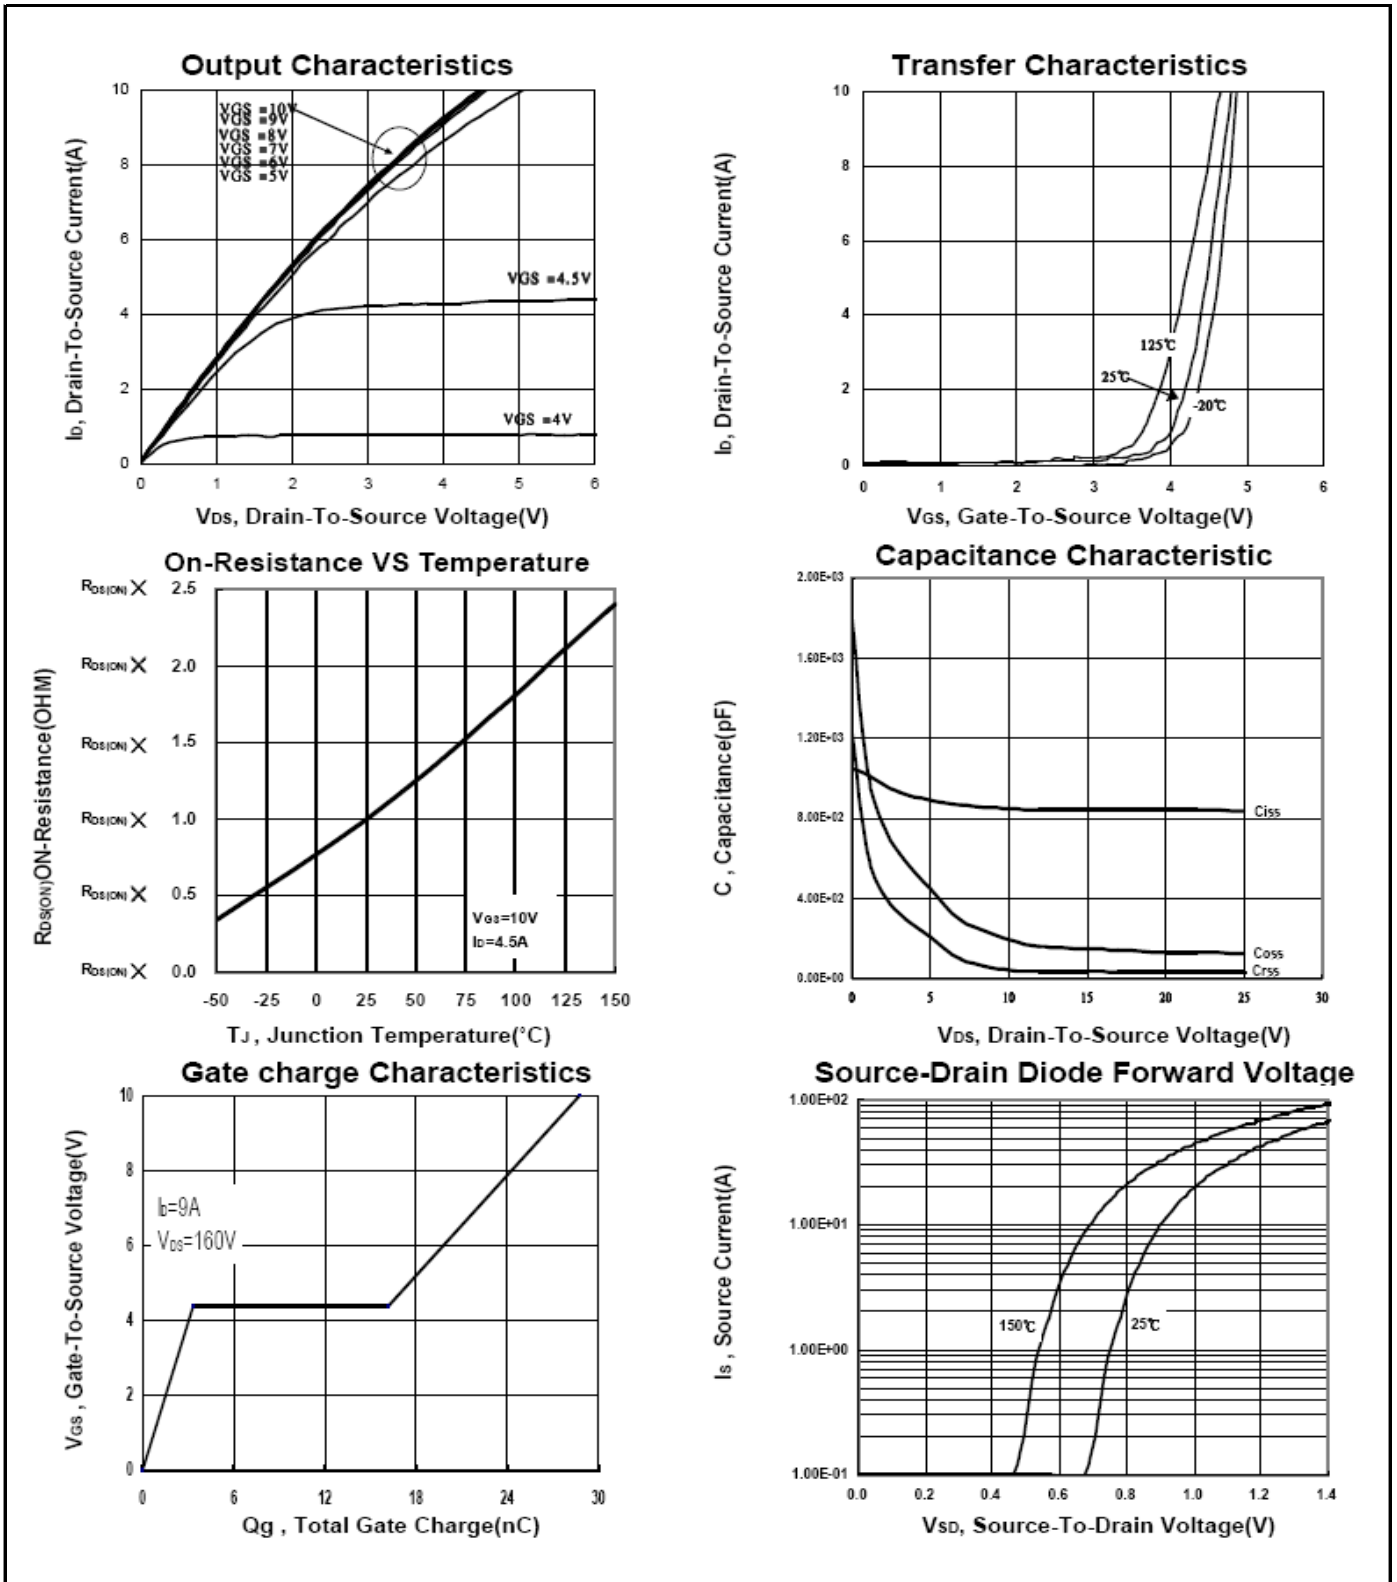 Output Characteristics
10
8
6
4
2
0
VGS =10V
VGS =9V
VGS =8V
VGS =7V
VGS =6V
VGS =5V
VGS =4.5V
VGS =4V
0 1 2 3 4 5 6
ID, Drain-To-Source Current(A)
VDS, Drain-To-Source Voltage(V)
Transfer Characteristics
10
8
6
4
2
0
125℃
25℃
-20℃
0 1 2 3 4 5 6
ID, Drain-To-Source Current(A)
VGS, Gate-To-Source Voltage(V)
On-Resistance VS Temperature
RDS(ON) X 2.5
RDS(ON) X 2.0
RDS(ON) X 1.5
RDS(ON) X 1.0
RDS(ON) X 0.5
RDS(ON) X 0.0
VGS=10V
ID=4.5A
-50 -25 0 25 50 75 100 125 150
RDS(ON)ON-Resistance(OHM)
TJ , Junction Temperature(°C)
Capacitance Characteristic
2.00E+03
1.60E+03
1.20E+03
8.00E+02
4.00E+02
0.00E+00
Ciss
Coss
Crss
0 5 10 15 20 25 30
C , Capacitance(pF)
VDS, Drain-To-Source Voltage(V)
Gate charge Characteristics
10
8
6
4
2
0
ID=9A
VDS=160V
0 6 12 18 24 30
VGS , Gate-To-Source Voltage(V)
Qg , Total Gate Charge(nC)
Source-Drain Diode Forward Voltage
1.00E+02
1.00E+01
1.00E+00
1.00E-01
150℃
25℃
0.0 0.2 0.4 0.6 0.8 1.0 1.2 1.4
IS , Source Current(A)
VSD, Source-To-Drain Voltage(V)